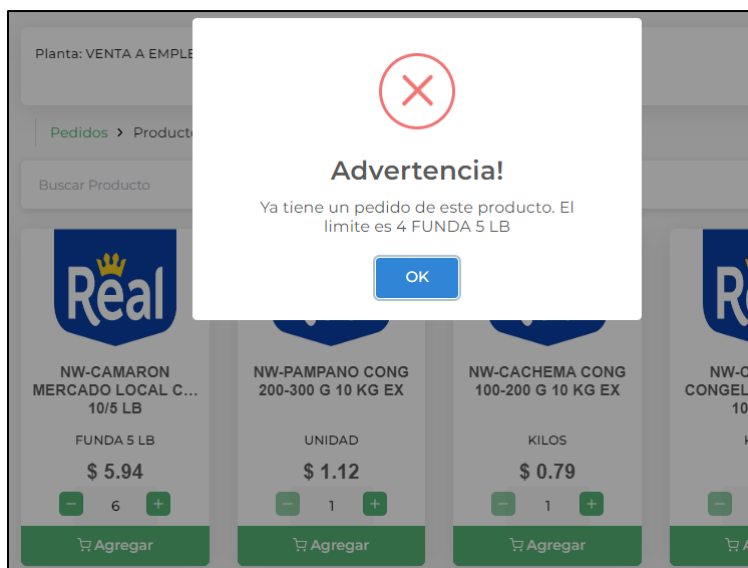 Planta: VENTA A EMPLE
Pedidos > Product
Buscar Producto
Advertencia!
Ya tiene un pedido de este producto. El
limite es 4 FUNDA 5 LB
OK
Real
NW-CAMARON
MERCADO LOCAL C...
10/5 LB
FUNDA 5 LB
$ 5.94
- 6 +
Agregar
NW-PAMPANO CONG
200-300 G 10 KG EX
UNIDAD
$ 1.12
- 1 +
Agregar
NW-CACHEMA CONG
100-200 G 10 KG EX
KILOS
$ 0.79
- 1 +
Agregar
NW-C
CONGEL
10